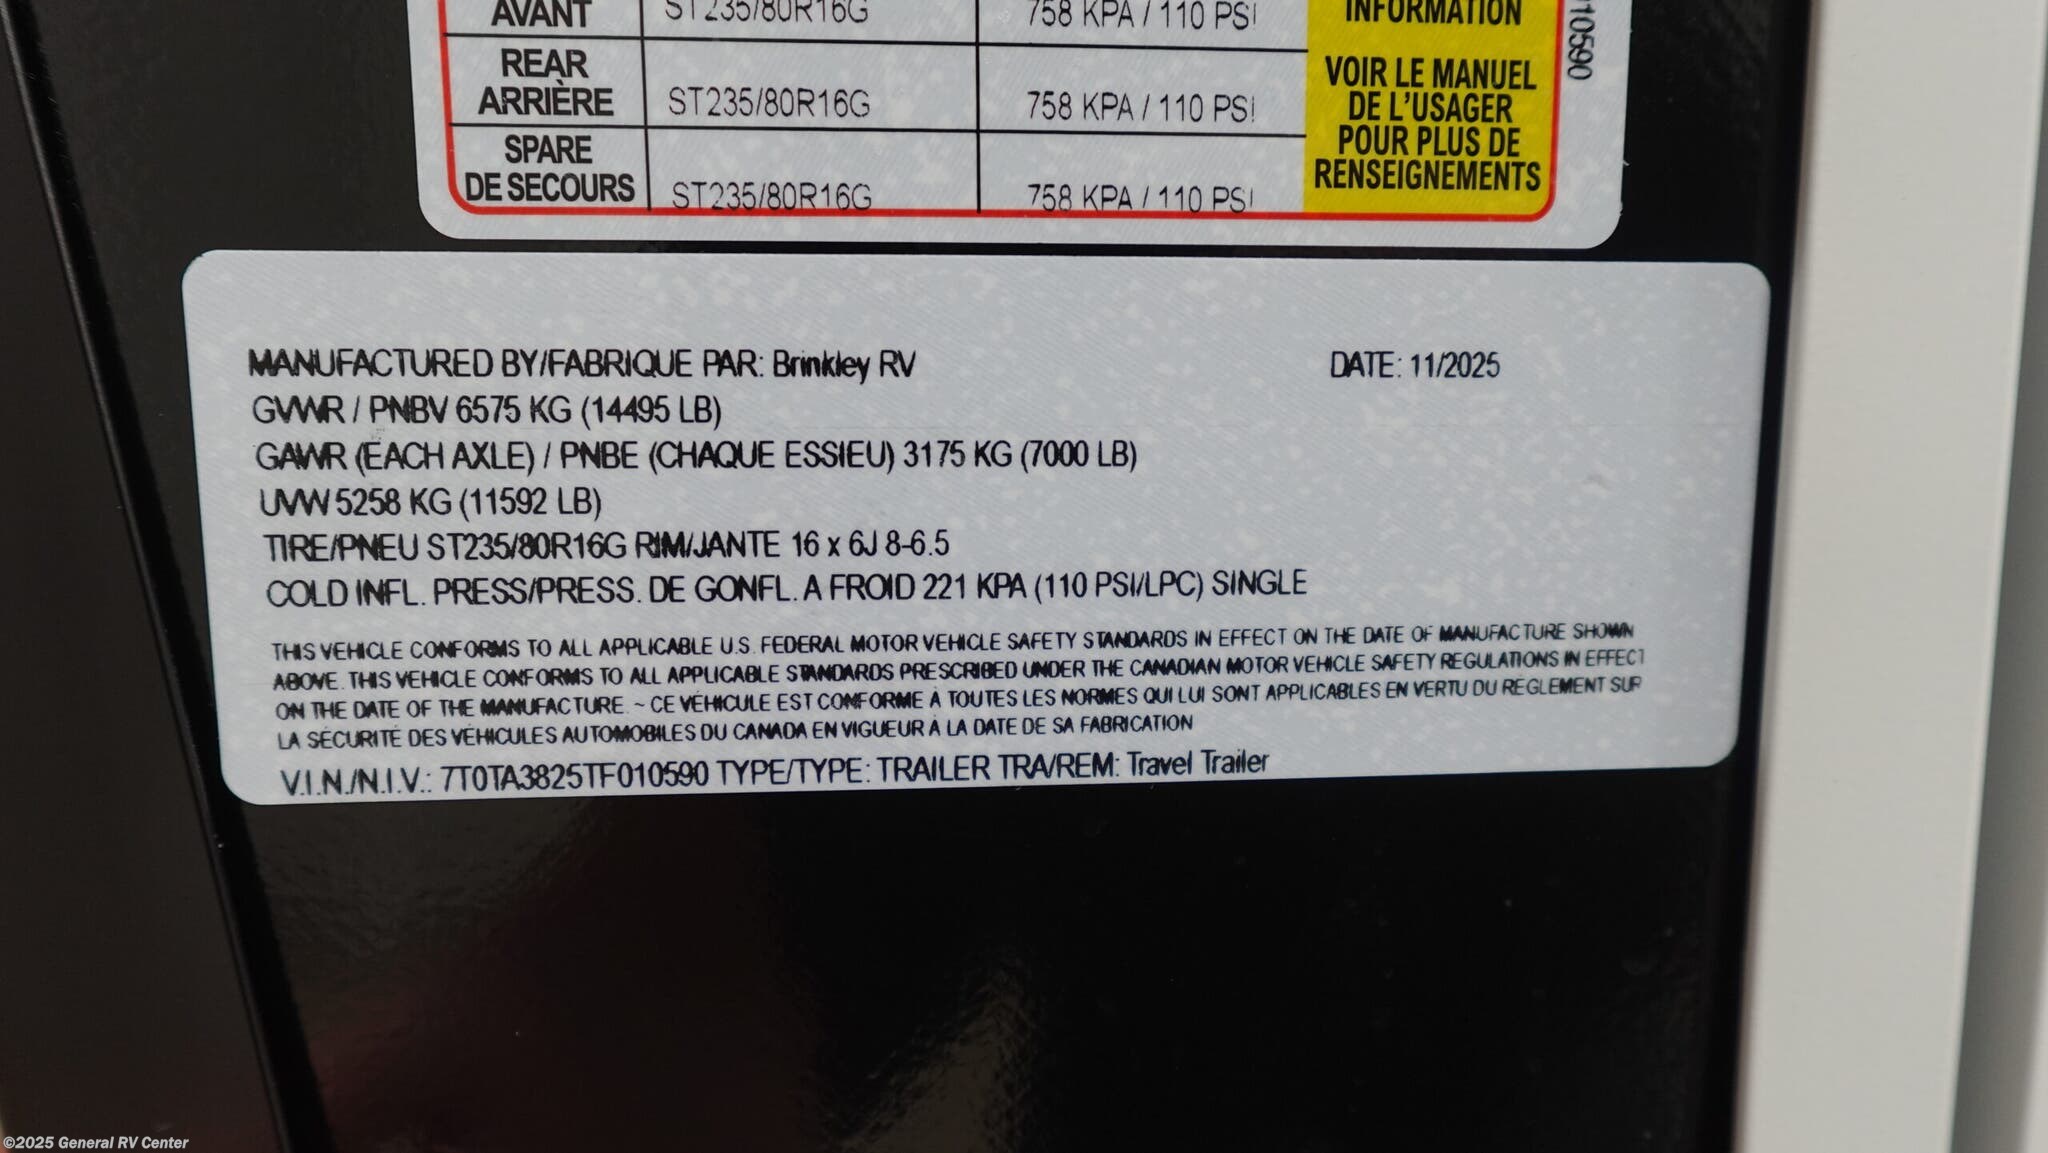 AVANT ST235/80R16G 758 KPA / 110 PSI INFORMATION
REAR
ARRIÈRE ST235/80R16G 758 KPA / 110 PSI
VOIR LE MANUEL
DE L'USAGER
POUR PLUS DE
RENSEIGNEMENTS
SPARE
DE SECOURS ST235/80R16G 758 KPA / 110 PSI
10590
MANUFACTURED BY/FABRIQUE PAR: Brinkley RV DATE: 11/2025
GVWR / PNBV 6575 KG (14495 LB)
GAWR (EACH AXLE) / PNBE (CHAQUE ESSIEU) 3175 KG (7000 LB)
UVW 5258 KG (11592 LB)
TIRE/PNEU ST235/80R16G RIM/JANTE 16 x 6J 8-6.5
COLD INFL. PRESS/PRESS. DE GONFL. A FROID 221 KPA (110 PSI/LPC) SINGLE
THIS VEHICLE CONFORMS TO ALL APPLICABLE U.S. FEDERAL MOTOR VEHICLE SAFETY STANDARDS IN EFFECT ON THE DATE OF MANUFACTURE SHOWN
ABOVE. THIS VEHICLE CONFORMS TO ALL APPLICABLE STANDARDS PRESCRIBED UNDER THE CANADIAN MOTOR VEHICLE SAFETY REGULATIONS IN EFFECT
ON THE DATE OF THE MANUFACTURE. ~ CE VÉHICULE EST CONFORME À TOUTES LES NORMES QUI LUI SONT APPLICABLES EN VERTU DU RÈGLEMENT SUR
LA SÉCURITÉ DES VÉHICULES AUTOMOBILES DU CANADA EN VIGUEUR À LA DATE DE SA FABRICATION
V.I.N./N.I.V.: 7T0TA3825TF010590 TYPE/TYPE: TRAILER TRA/REM: Travel Trailer
©2025 General RV Center